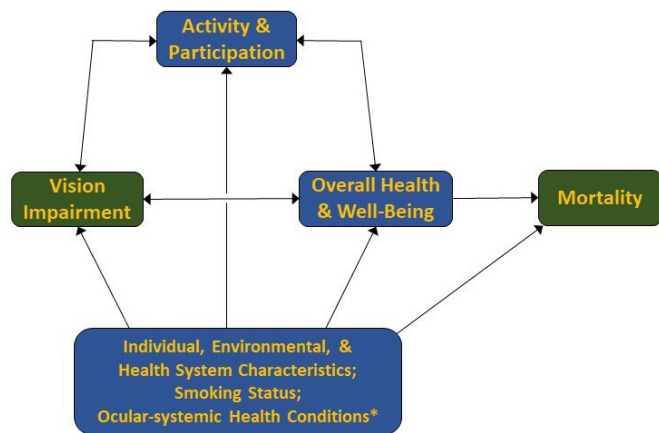 Activity &
Participation
Vision
Impairment
Overall Health
& Well-Being
Mortality
Individual, Environmental, &
Health System Characteristics;
Smoking Status;
Ocular-systemic Health Conditions*